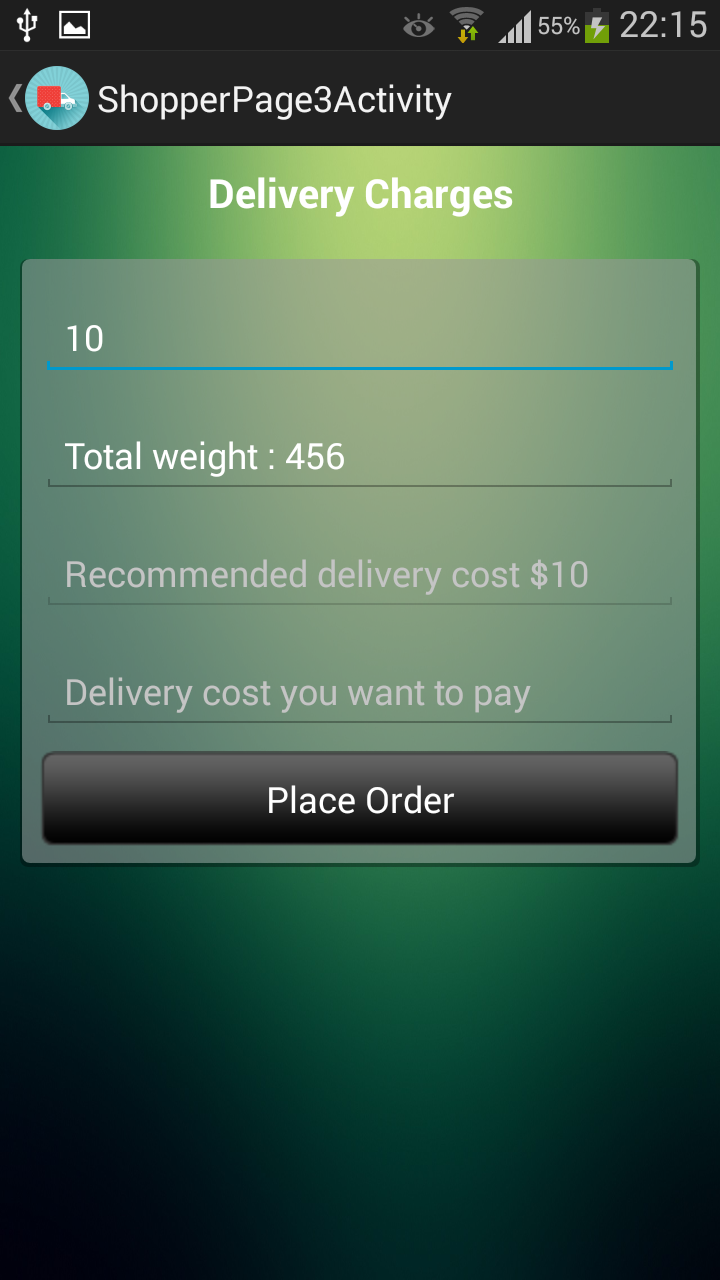 55% 22:15
ShopperPage3Activity
Delivery Charges
10
Total weight : 456
Recommended delivery cost $10
Delivery cost you want to pay
Place Order